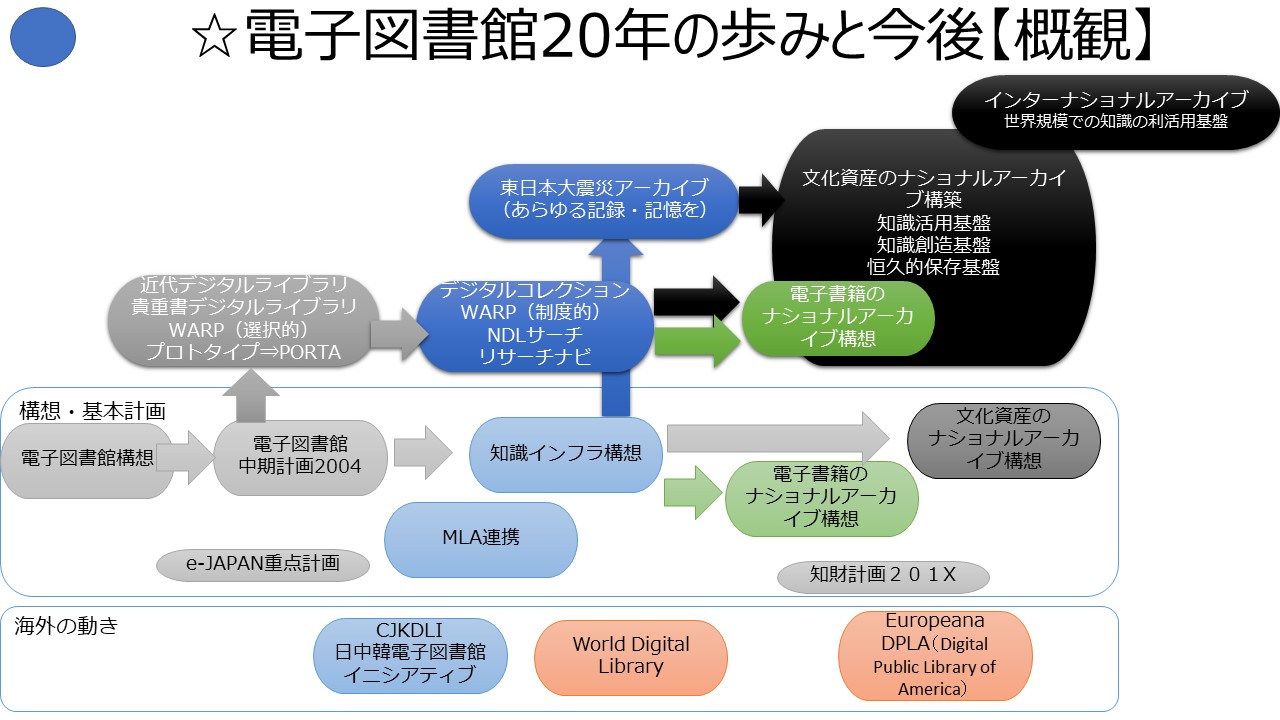 ☆電子図書館20年の歩みと今後【概観】
インターナショナルアーカイブ
世界規模での知識の利活用基盤
文化資産のナショナルアーカイ
ブ構築
知識活用基盤
知識創造基盤
恒久的保存基盤
東日本大震災アーカイブ
（あらゆる記録・記憶を）
近代デジタルライブラリ
貴重書デジタルライブラリ
WARP（選択的）
プロトタイプ⇒PORTA
デジタルコレクション
WARP（制度的）
NDLサーチ
リサーチナビ
電子書籍の
ナショナルアーカ
イブ構想
構想・基本計画
電子図書館構想
電子図書館
中期計画2004
知識インフラ構想
文化資産の
ナショナルアーカ
イブ構想
電子書籍の
ナショナルアーカ
イブ構想
MLA連携
e-JAPAN重点計画
知財計画２０１X
海外の動き
CJKDLI
日中韓電子図書館
イニシアティブ
World Digital
Library
Europeana
DPLA（Digital
Public Library of
America）